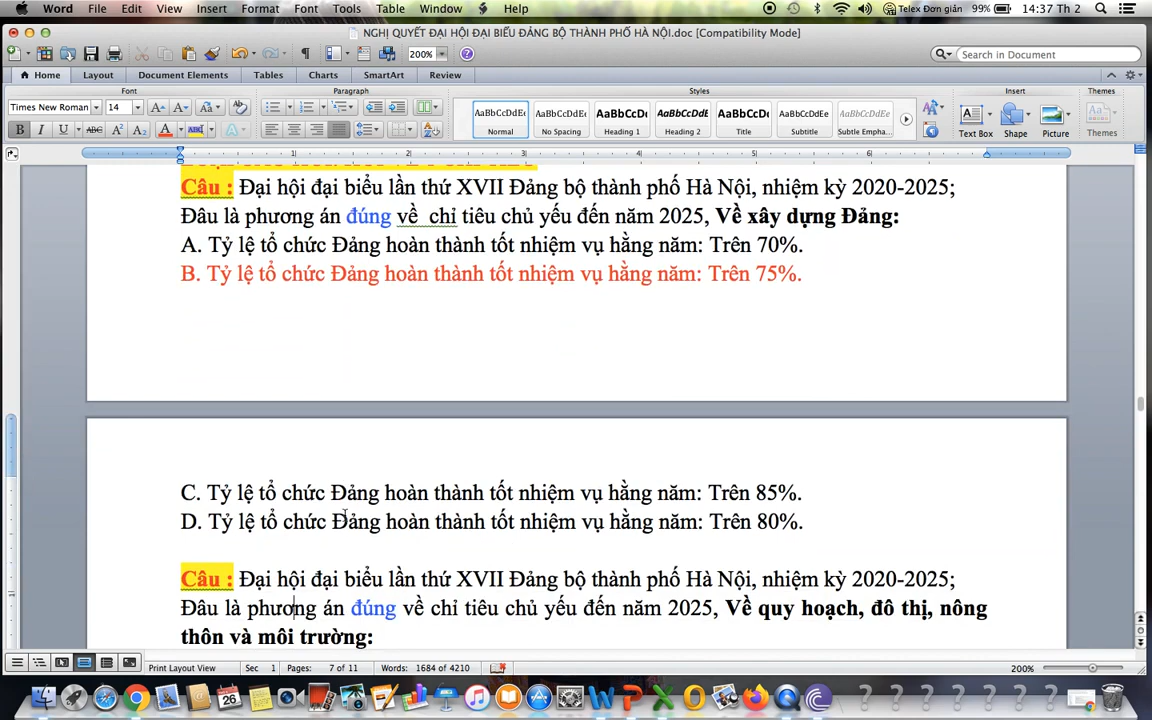 Word File Edit View Insert Format Font Tools Table Window Help Telex Đơn giản 99% 14:37 Th 2
NGHỊ QUYẾT ĐẠI HỘI ĐẠI BIỂU ĐẢNG BỘ THÀNH PHỐ HÀ NỘI.doc [Compatibility Mode]
200% Search in Document
Home Layout Document Elements Tables Charts SmartArt Review
Font Paragraph Styles Insert Themes
Times New Roman 14
AaBbCcDdEe AaBbCcDdEe AaBbCcDc AaBbCcDdEe AaBbCcDc AaBbCcDdEe AaBbCcDdEe
Normal No Spacing Heading 1 Heading 2 Title Subtitle Subtle Empha... Text Box Shape Picture Themes
Câu : Đại hội đại biểu lần thứ XVII Đảng bộ thành phố Hà Nội, nhiệm kỳ 2020-2025;
Đâu là phương án đúng về chỉ tiêu chủ yếu đến năm 2025, Về xây dựng Đảng:
A. Tỷ lệ tổ chức Đảng hoàn thành tốt nhiệm vụ hằng năm: Trên 70%.
B. Tỷ lệ tổ chức Đảng hoàn thành tốt nhiệm vụ hằng năm: Trên 75%.
C. Tỷ lệ tổ chức Đảng hoàn thành tốt nhiệm vụ hằng năm: Trên 85%.
D. Tỷ lệ tổ chức Đảng hoàn thành tốt nhiệm vụ hằng năm: Trên 80%.
Câu : Đại hội đại biểu lần thứ XVII Đảng bộ thành phố Hà Nội, nhiệm kỳ 2020-2025;
Đâu là phương án đúng về chỉ tiêu chủ yếu đến năm 2025, Về quy hoạch, đô thị, nông
thôn và môi trường:
Print Layout View Sec 1 Pages: 7 of 11 Words: 1684 of 4210 200%